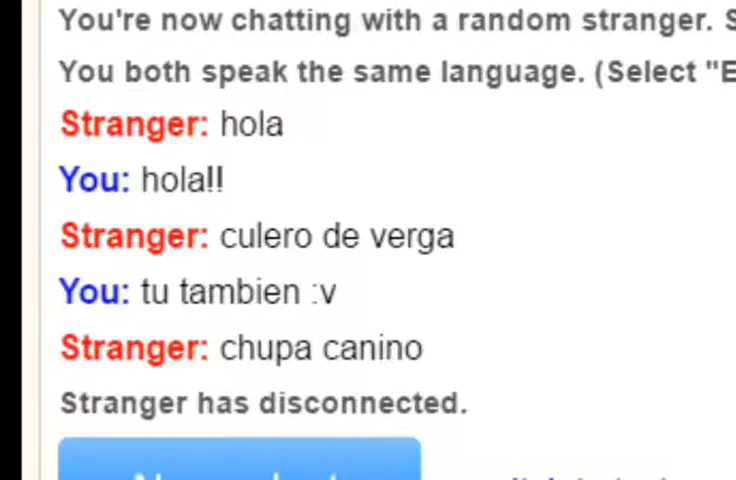 You're now chatting with a random stranger.
You both speak the same language. (Select
Stranger: hola
You: hola!!
Stranger: culero de verga
You: tu tambien :v
Stranger: chupa canino
Stranger has disconnected.